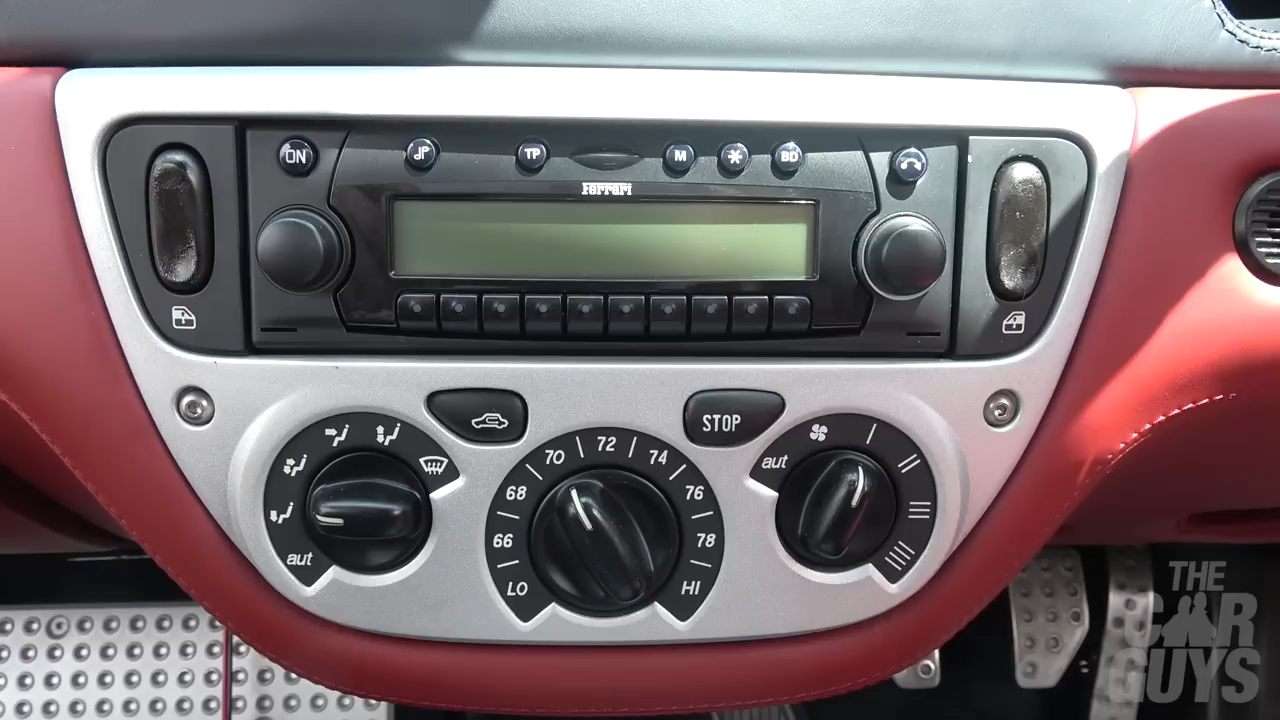 ON
TP
M
BD
Ferrari
STOP
70 72 74
68 76
66 78
LO HI
aut
aut
THE
CAR
GUYS